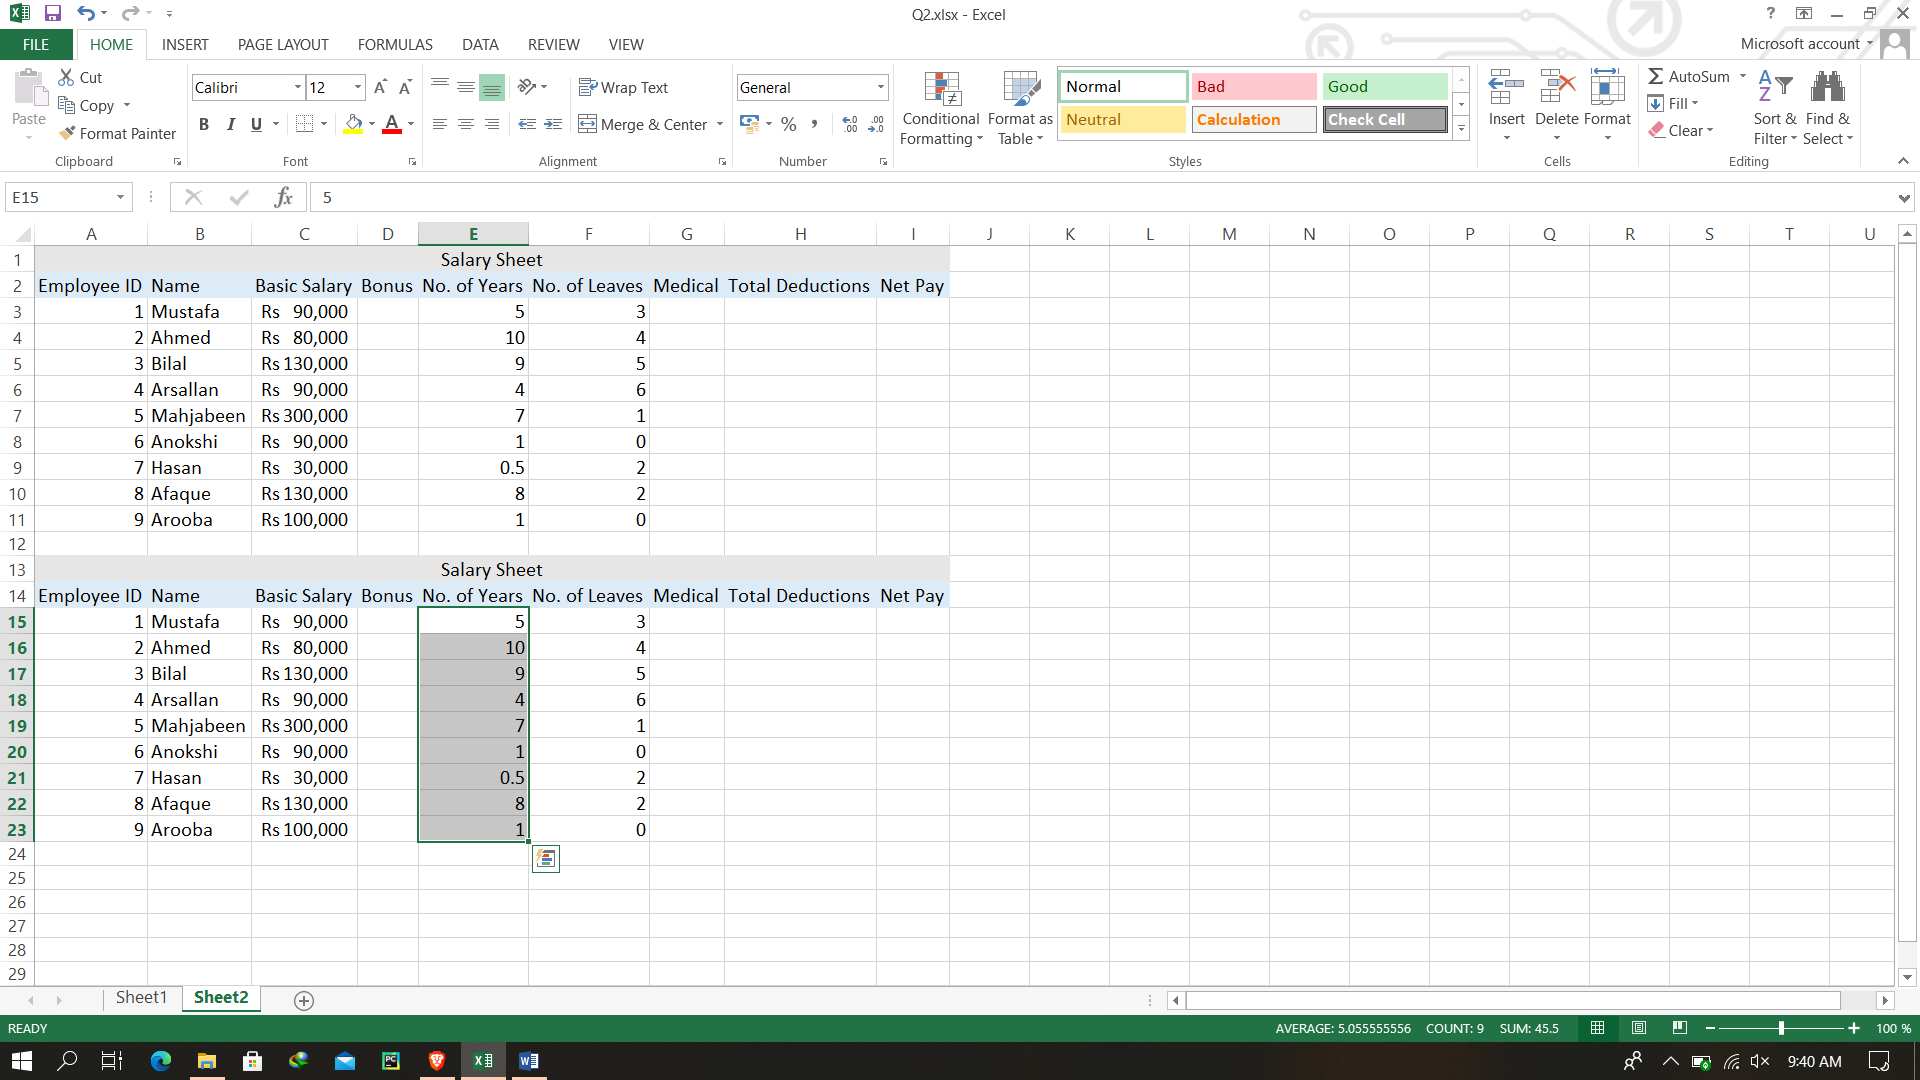 Q2.xlsx - Excel
?
FILE HOME INSERT PAGE LAYOUT FORMULAS DATA REVIEW VIEW Microsoft account
Paste Cut Copy Format Painter Clipboard
Calibri 12 B I U A Font
Wrap Text Merge & Center Alignment
General % , Number
Conditional Formatting Format as Table
Normal Bad Good
Neutral Calculation Check Cell
Styles
Insert Delete Format Cells
AutoSum Fill Clear Sort & Filter Find & Select Editing
E15 fx 5
A B C D E F G H I J K L M N O P Q R S T U
1 Salary Sheet
2 Employee ID Name Basic Salary Bonus No. of Years No. of Leaves Medical Total Deductions Net Pay
3 1 Mustafa Rs 90,000 5 3
4 2 Ahmed Rs 80,000 10 4
5 3 Bilal Rs 130,000 9 5
6 4 Arsallan Rs 90,000 4 6
7 5 Mahjabeen Rs 300,000 7 1
8 6 Anokshi Rs 90,000 1 0
9 7 Hasan Rs 30,000 0.5 2
10 8 Afaque Rs 130,000 8 2
11 9 Arooba Rs 100,000 1 0
12
13 Salary Sheet
14 Employee ID Name Basic Salary Bonus No. of Years No. of Leaves Medical Total Deductions Net Pay
15 1 Mustafa Rs 90,000 5 3
16 2 Ahmed Rs 80,000 10 4
17 3 Bilal Rs 130,000 9 5
18 4 Arsallan Rs 90,000 4 6
19 5 Mahjabeen Rs 300,000 7 1
20 6 Anokshi Rs 90,000 1 0
21 7 Hasan Rs 30,000 0.5 2
22 8 Afaque Rs 130,000 8 2
23 9 Arooba Rs 100,000 1 0
24
25
26
27
28
29
Sheet1 Sheet2
READY AVERAGE: 5.055555556 COUNT: 9 SUM: 45.5 100 %
9:40 AM